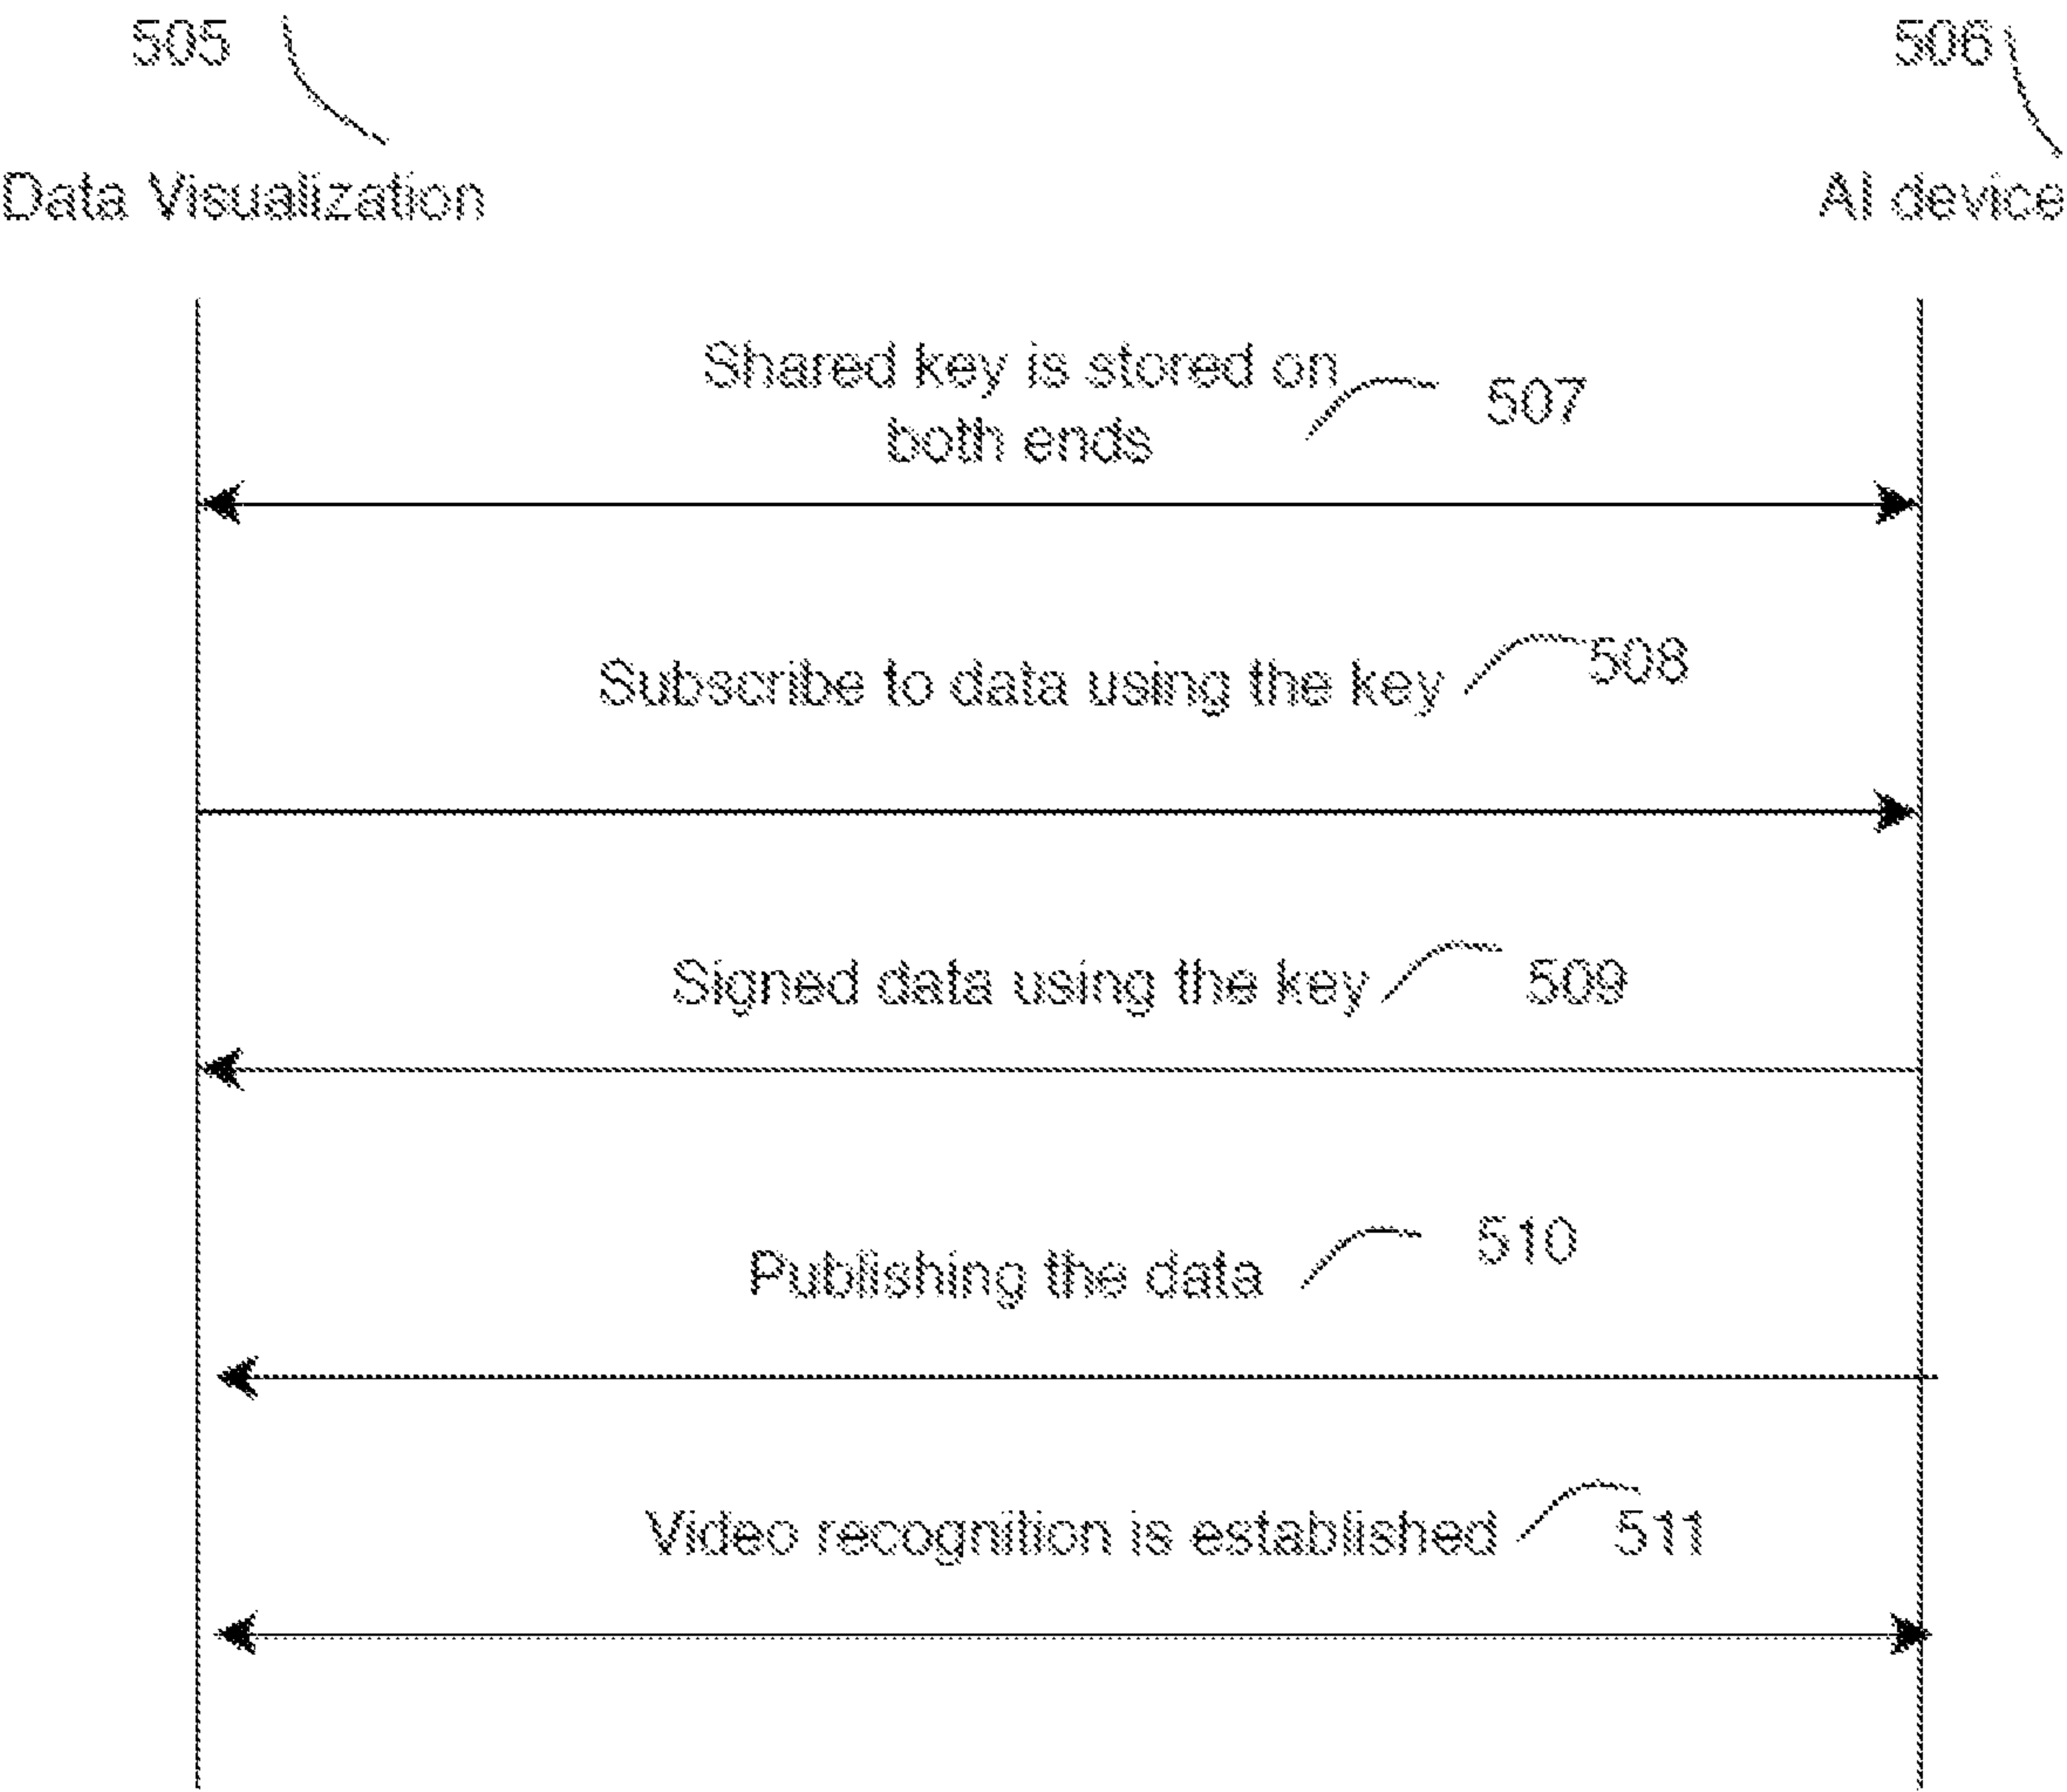 505
506
Data Visualization
AI device
Shared key is stored on
both ends
507
Subscribe to data using the key
508
Signed data using the key
509
Publishing the data
510
Video recognition is established
511